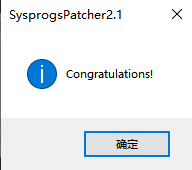 SysprogsPatcher2.1
Congratulations!
确定